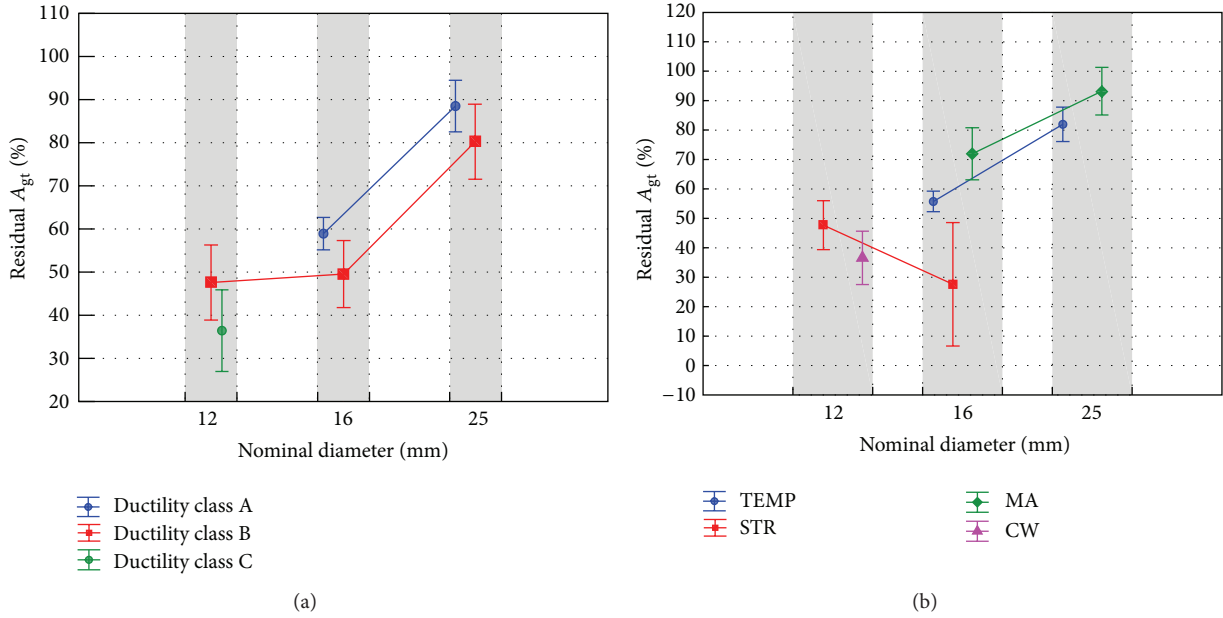 110
100
90
80
70
60
50
40
30
20
Residual A_gt (%)
12
16
25
Nominal diameter (mm)
Ductility class A
Ductility class B
Ductility class C
(a)
120
110
100
90
80
70
60
50
40
30
20
10
0
−10
Residual A_gt (%)
12
16
25
Nominal diameter (mm)
TEMP
STR
MA
CW
(b)